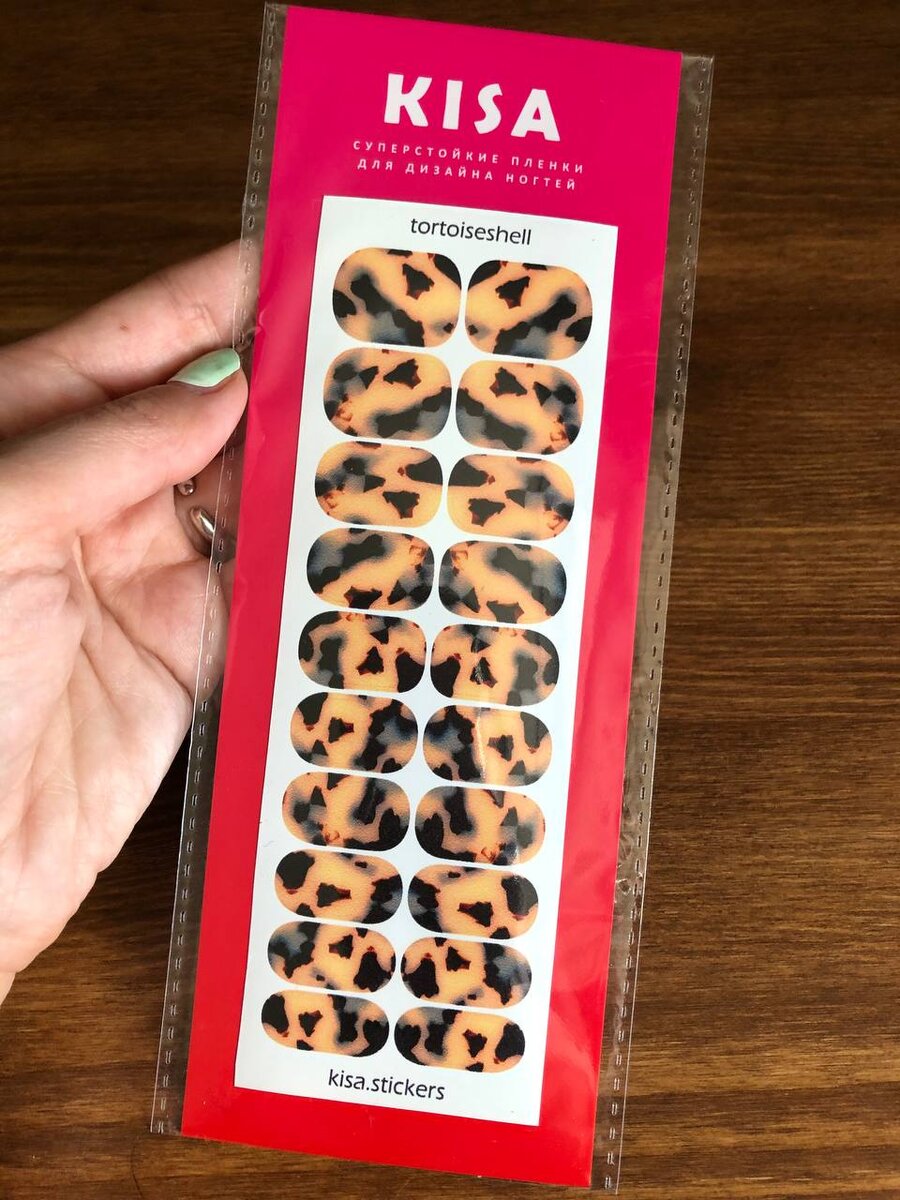 KISA
СУПЕРСТОЙКИЕ ПЛЕНКИ
ДЛЯ ДИЗАЙНА НОГТЕЙ
tortoiseshell
kisa.stickers